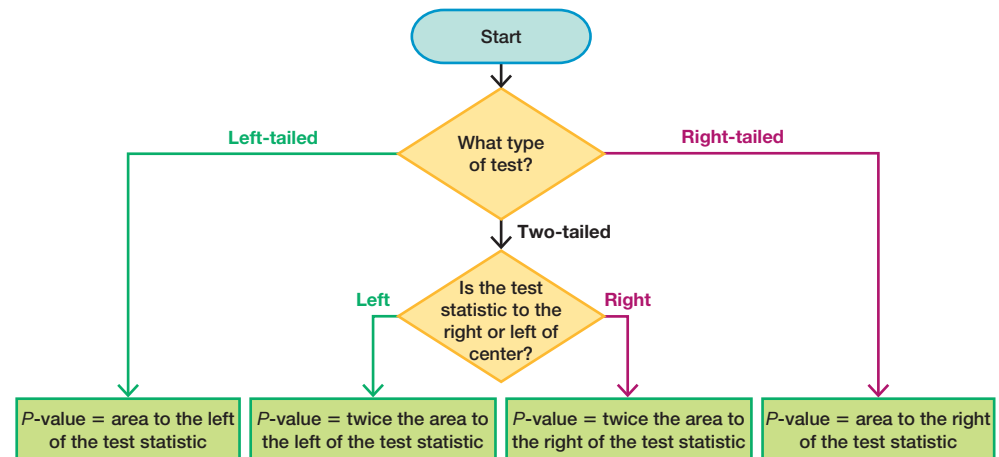 Start
What type
of test?
Left-tailed
Right-tailed
Two-tailed
Is the test
statistic to the
right or left of
center?
Left
Right
P-value = area to the left
of the test statistic
P-value = twice the area to
the left of the test statistic
P-value = twice the area to
the right of the test statistic
P-value = area to the right
of the test statistic